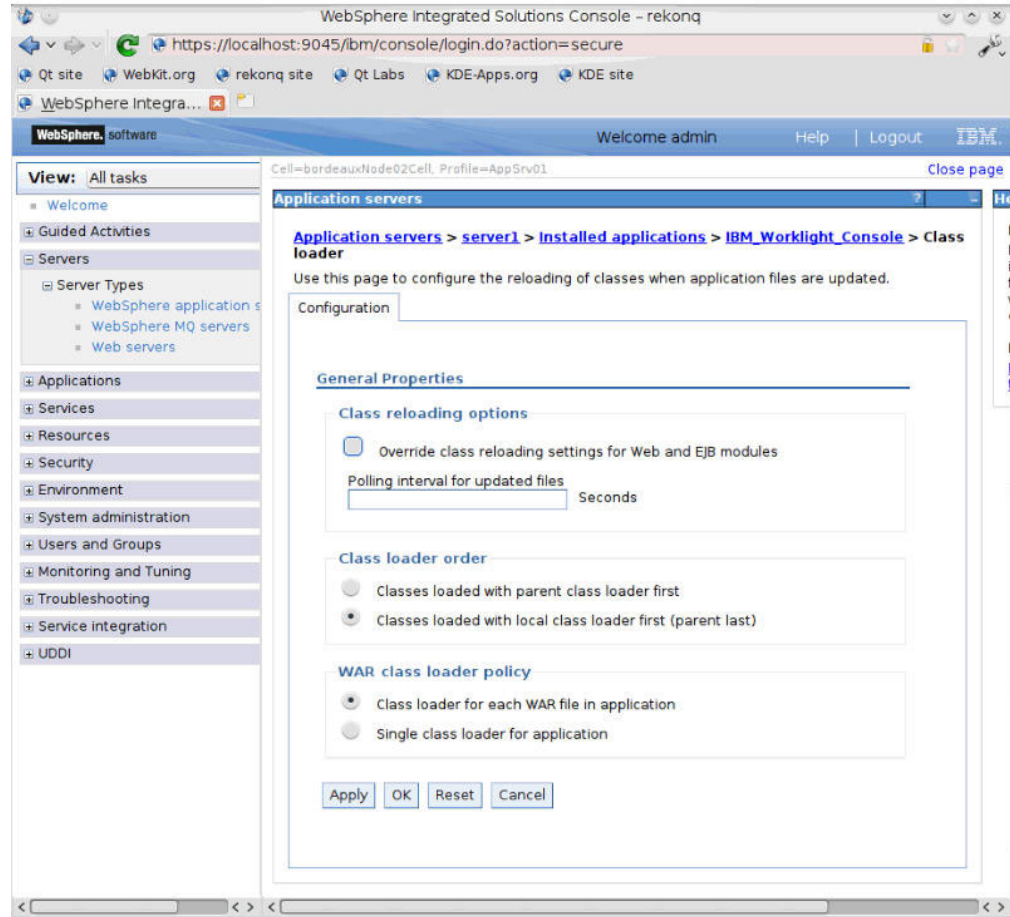 WebSphere Integrated Solutions Console – rekonq
https://localhost:9045/ibm/console/login.do?action=secure
Qt site WebKit.org rekonq site Qt Labs KDE-Apps.org KDE site
WebSphere Integra...
WebSphere. software Welcome admin Help | Logout IBM.
View: All tasks
Cell=bordeauxNode02Cell, Profile=AppSrv01 Close page
Welcome
Guided Activities
Servers
Server Types
WebSphere application s
WebSphere MQ servers
Web servers
Applications
Services
Resources
Security
Environment
System administration
Users and Groups
Monitoring and Tuning
Troubleshooting
Service integration
UDDI
Application servers ? – He
Application servers > server1 > Installed applications > IBM_Worklight_Console > Class
loader
Use this page to configure the reloading of classes when application files are updated.
Configuration
General Properties
Class reloading options
Override class reloading settings for Web and EJB modules
Polling interval for updated files
Seconds
Class loader order
Classes loaded with parent class loader first
Classes loaded with local class loader first (parent last)
WAR class loader policy
Class loader for each WAR file in application
Single class loader for application
Apply OK Reset Cancel